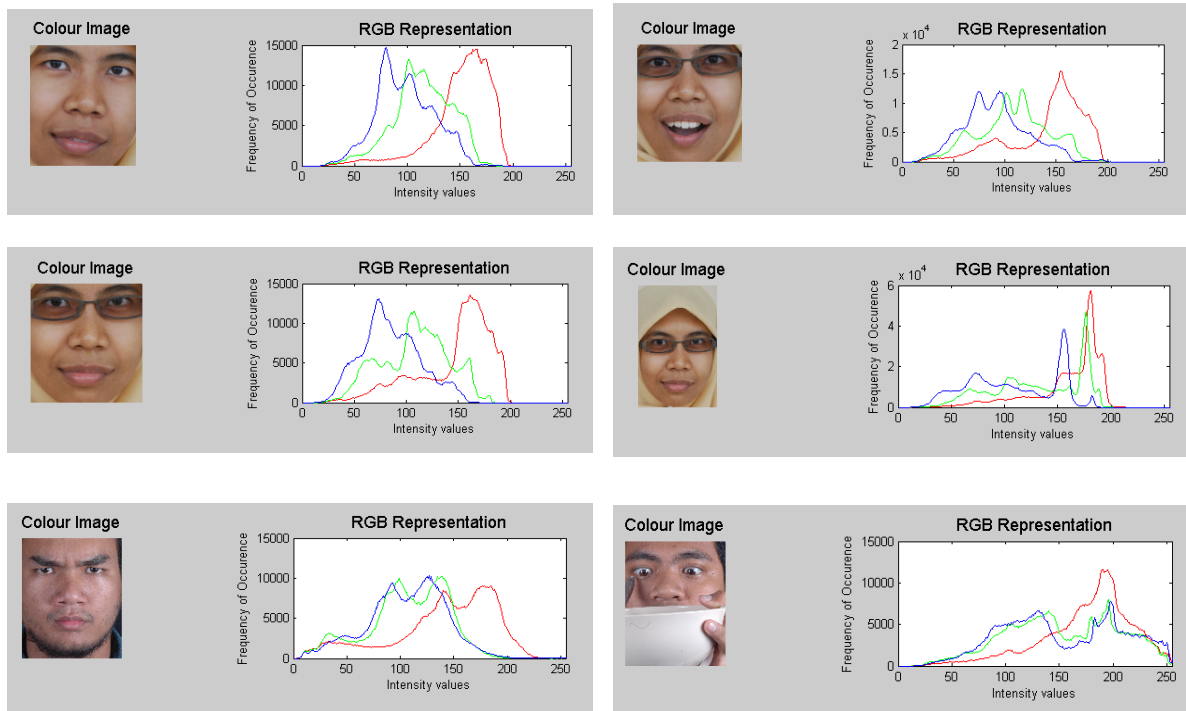 Colour Image
RGB Representation
15000
10000
5000
0
Frequency of Occurence
0 50 100 150 200 250
Intensity values
Colour Image
RGB Representation
x 10^4
2
1.5
1
0.5
0
Frequency of Occurence
0 50 100 150 200 250
Intensity values
Colour Image
RGB Representation
15000
10000
5000
0
Frequency of Occurence
0 50 100 150 200 250
Intensity values
Colour Image
RGB Representation
x 10^4
6
4
2
0
Frequency of Occurence
0 50 100 150 200 250
Intensity values
Colour Image
RGB Representation
15000
10000
5000
0
Frequency of Occurence
0 50 100 150 200 250
Intensity values
Colour Image
RGB Representation
15000
10000
5000
0
Frequency of Occurence
0 50 100 150 200 250
Intensity values